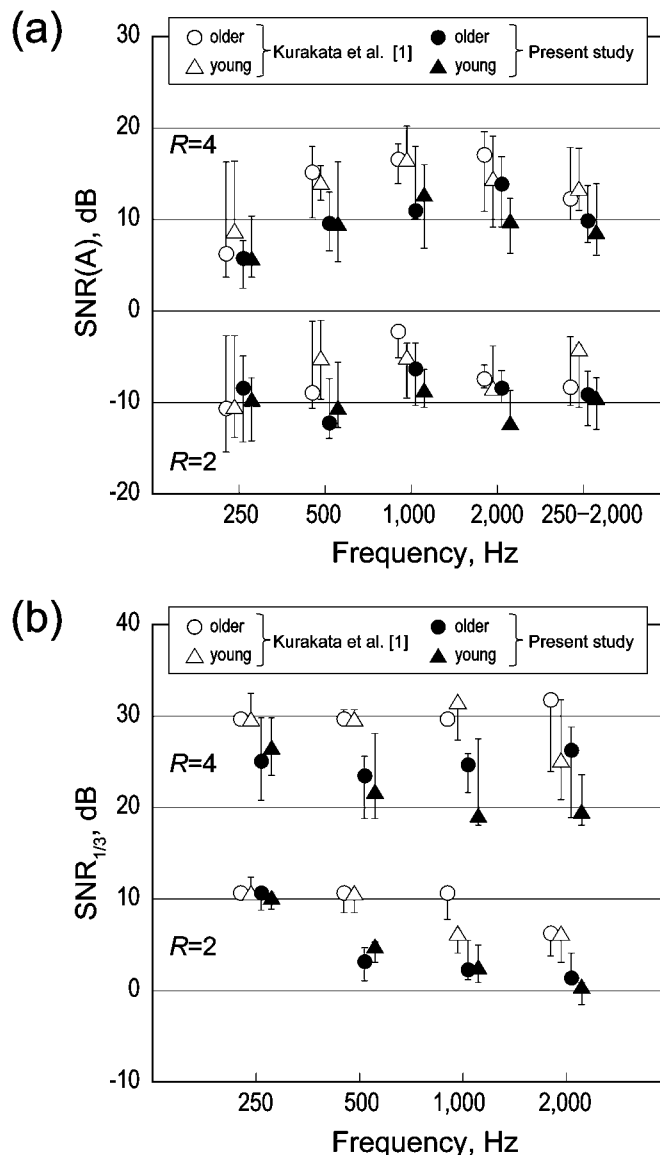 (a)
30
20
10
0
-10
-20
SNR(A), dB
older
young
Kurakata et al. [1]
older
young
Present study
R=4
R=2
250
500
1,000
2,000
250–2,000
Frequency, Hz
(b)
40
30
20
10
0
-10
SNR1/3, dB
older
young
Kurakata et al. [1]
older
young
Present study
R=4
R=2
250
500
1,000
2,000
Frequency, Hz